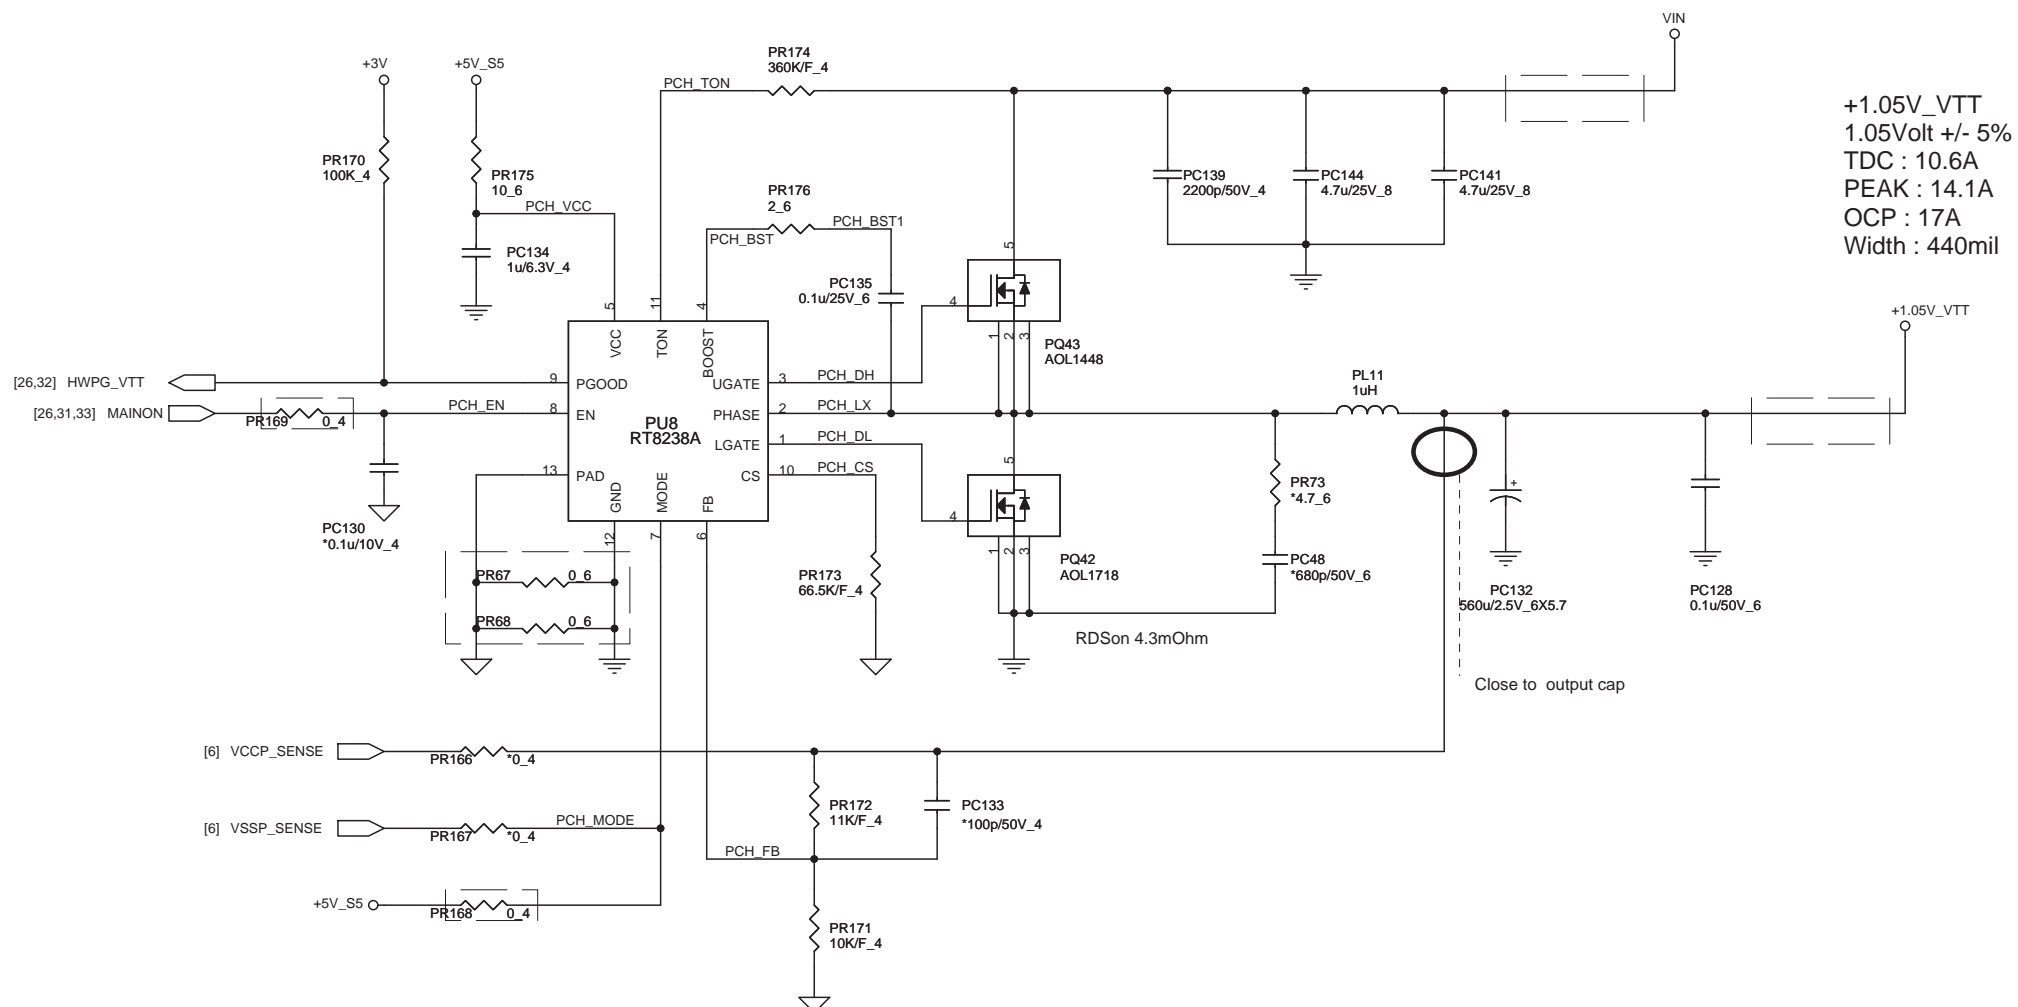 VIN
+3V
+5V_S5
PR174
360K/F_4
PCH_TON
+1.05V_VTT
1.05Volt +/- 5%
TDC : 10.6A
PEAK : 14.1A
OCP : 17A
Width : 440mil
PR170
100K_4
PR175
10_6
PCH_VCC
PR176
2_6
PCH_BST
PCH_BST1
PC139
2200p/50V_4
PC144
4.7u/25V_8
PC141
4.7u/25V_8
PC134
1u/6.3V_4
PC135
0.1u/25V_6
5
11
4
5
4
1
2
3
PQ43
AOL1448
+1.05V_VTT
VCC
TON
BOOST
[26,32] HWPG_VTT
9
PGOOD
UGATE
3
PCH_DH
PL11
1uH
[26,31,33] MAINON
PR169
0_4
PCH_EN
8
EN
PU8
RT8238A
PHASE
2
PCH_LX
LGATE
1
PCH_DL
13
PAD
CS
10
PCH_CS
GND
MODE
FB
12
7
6
5
4
1
2
3
PQ42
AOL1718
PC130
*0.1u/10V_4
PR73
*4.7_6
PC48
*680p/50V_6
+
PC132
560u/2.5V_6X5.7
PC128
0.1u/50V_6
PR67
0_6
PR68
0_6
PR173
66.5K/F_4
RDSon 4.3mOhm
Close to output cap
[6] VCCP_SENSE
PR166
*0_4
PR172
11K/F_4
PC133
*100p/50V_4
[6] VSSP_SENSE
PR167
*0_4
PCH_MODE
PCH_FB
+5V_S5
PR168
0_4
PR171
10K/F_4